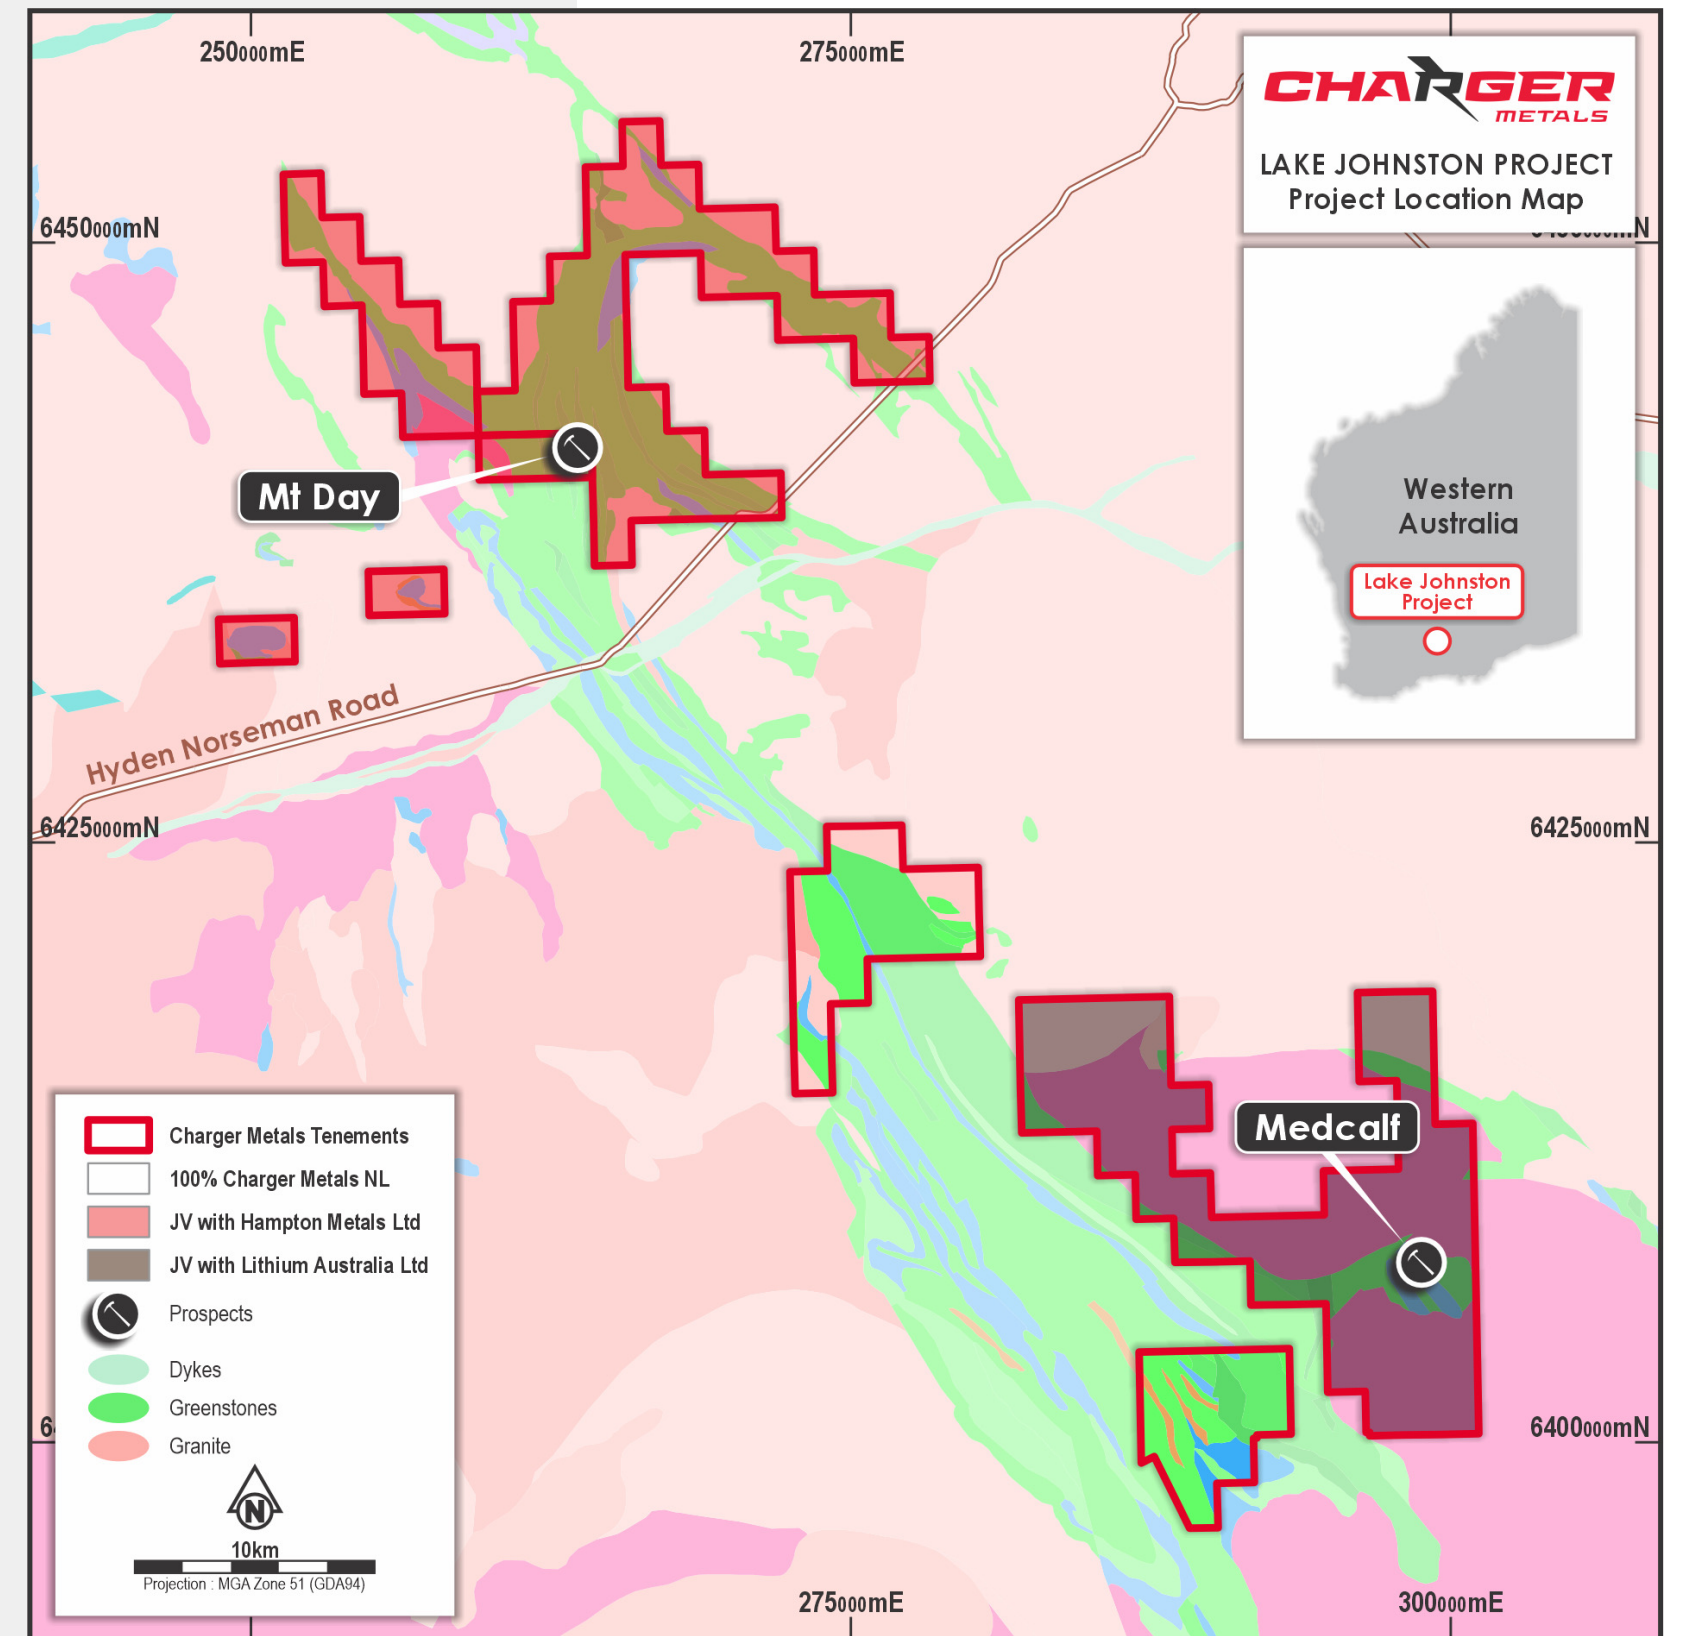 250000mE
275000mE
CHARGER
METALS
LAKE JOHNSTON PROJECT
Project Location Map
6450000mN
Western
Australia
Lake Johnston
Project
Mt Day
Hyden Norseman Road
6425000mN
6425000mN
Medcalf
Charger Metals Tenements
100% Charger Metals NL
JV with Hampton Metals Ltd
JV with Lithium Australia Ltd
Prospects
Dykes
Greenstones
Granite
N
10km
Projection : MGA Zone 51 (GDA94)
6400000mN
275000mE
300000mE